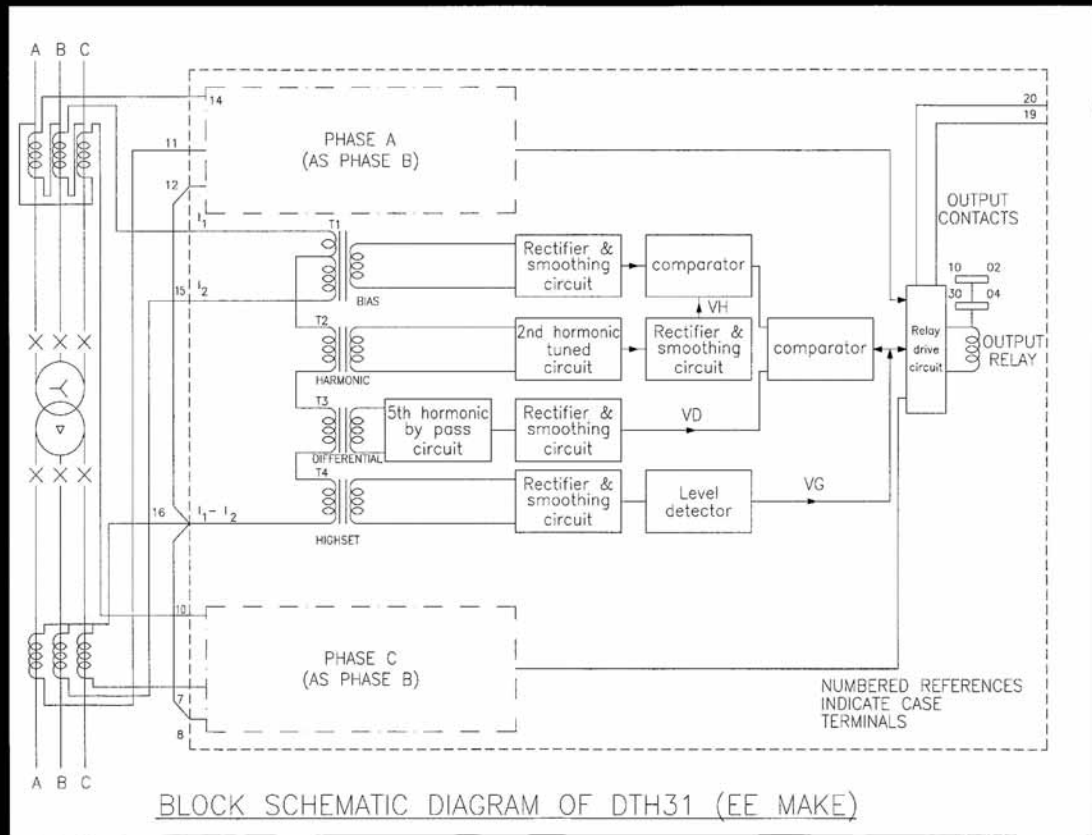 A B C
14
20
19
PHASE A
(AS PHASE B)
11
12
I1
T1
OUTPUT
CONTACTS
Rectifier &
smoothing
circuit
comparator
15
I2
BIAS
10
02
30
04
VH
T2
2nd hormonic
tuned
circuit
Rectifier &
smoothing
circuit
comparator
Relay
drive
circuit
OUTPUT
RELAY
HARMONIC
T3
5th hormonic
by pass
circuit
Rectifier &
smoothing
circuit
VD
DIFFERENTIAL
T4
Rectifier &
smoothing
circuit
Level
detector
VG
16
I1 - I2
HIGHSET
10
PHASE C
(AS PHASE B)
7
8
NUMBERED REFERENCES
INDICATE CASE
TERMINALS
A B C
BLOCK SCHEMATIC DIAGRAM OF DTH31 (EE MAKE)